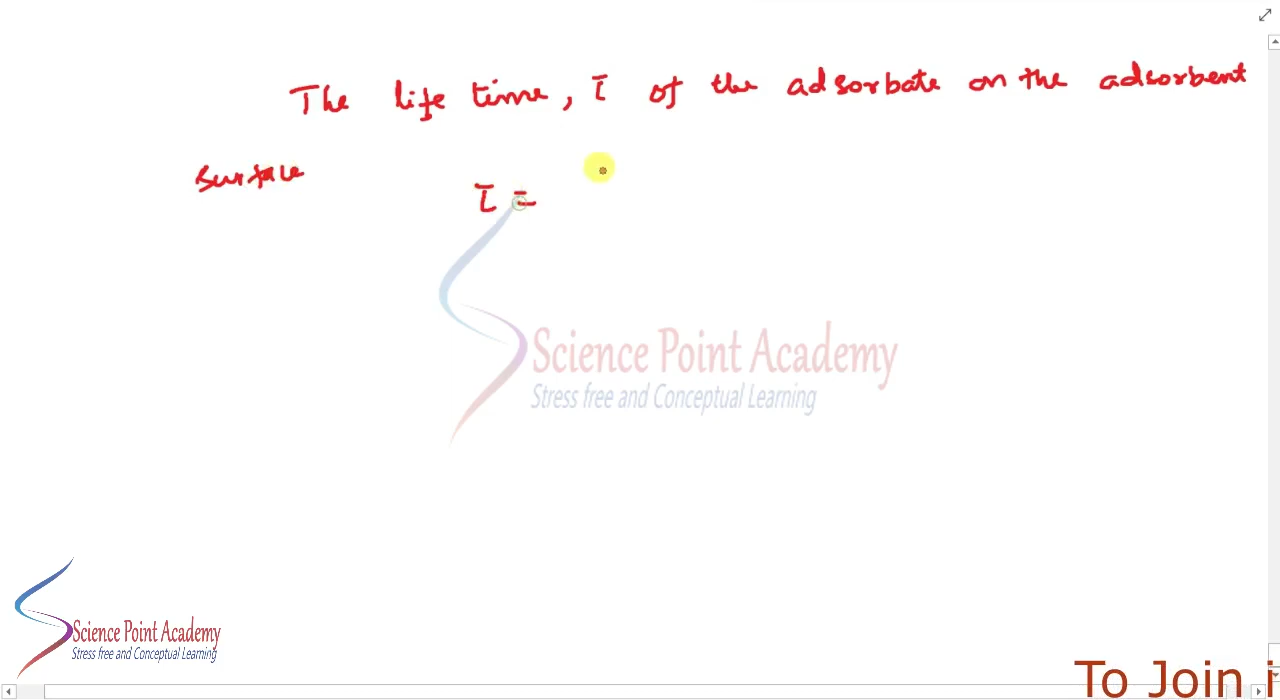 The life time, τ of the adsorbate on the adsorbent
surface
τ =
Science Point Academy
Stress free and Conceptual Learning
Science Point Academy
Stress free and Conceptual Learning
To Join i